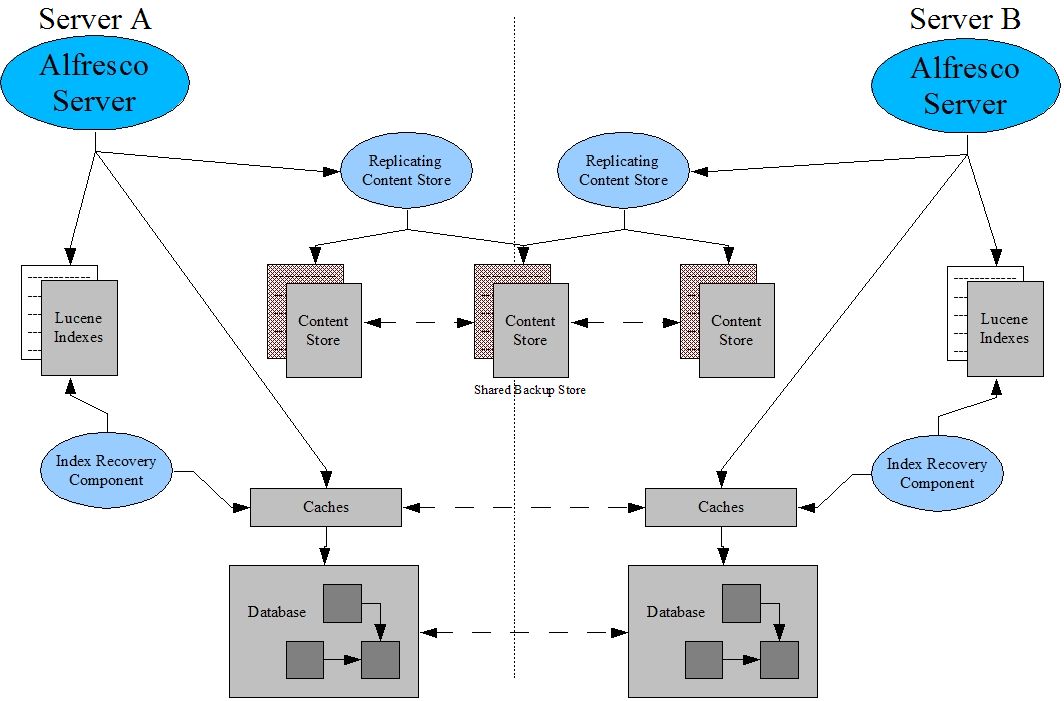 Server A
Server B
Alfresco
Server
Alfresco
Server
Replicating
Content Store
Replicating
Content Store
Lucene
Indexes
Content
Store
Content
Store
Content
Store
Lucene
Indexes
Shared Backup Store
Index Recovery
Component
Index Recovery
Component
Caches
Caches
Database
Database